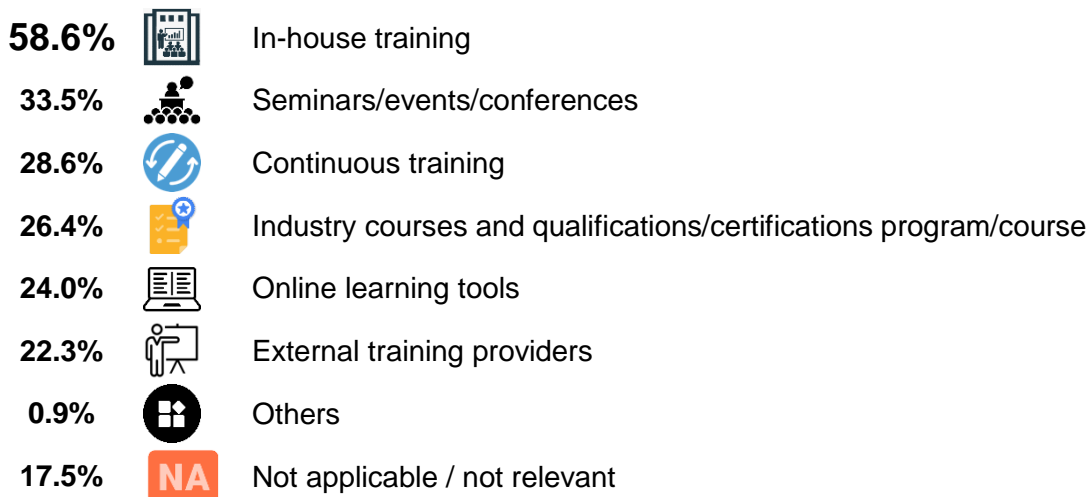 58.6% In-house training
33.5% Seminars/events/conferences
28.6% Continuous training
26.4% Industry courses and qualifications/certifications program/course
24.0% Online learning tools
22.3% External training providers
0.9% Others
17.5% NA Not applicable / not relevant